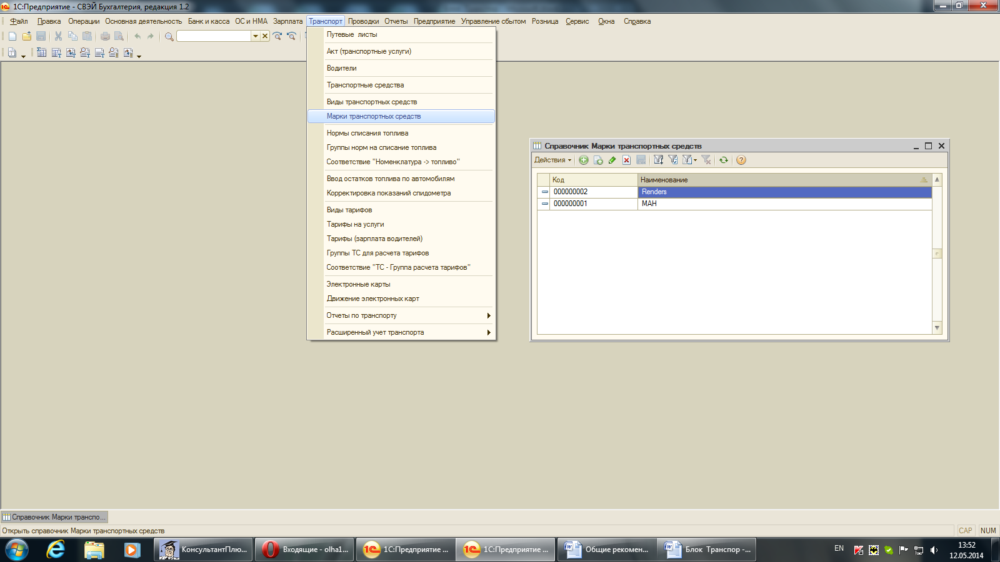 1С:Предприятие - СВЭЙ Бухгалтерия, редакция 1.2
Файл Правка Операции Основная деятельность Банк и касса ОС и НМА Зарплата Транспорт Проводки Отчеты Предприятие Управление сбытом Розница Сервис Окна Справка
Путевые листы
Акт (транспортные услуги)
Водители
Транспортные средства
Виды транспортных средств
Марки транспортных средств
Нормы списания топлива
Группы норм на списание топлива
Соответствие "Номенклатура -> топливо"
Ввод остатков топлива по автомобилям
Корректировка показаний спидометра
Виды тарифов
Тарифы на услуги
Тарифы (зарплата водителей)
Группы ТС для расчета тарифов
Соответствие "ТС - Группа расчета тарифов"
Электронные карты
Движение электронных карт
Отчеты по транспорту
Расширенный учет транспорта
Справочник Марки транспортных средств
Действия
Код Наименование
000000002 Renders
000000001 МАН
Справочник Марки транспо...
Открыть справочник Марки транспортных средств
CAP NUM
КонсультантПлю... Входящие - olha1... 1С:Предприятие ... 1С:Предприятие ... Общие рекомен... Блок Транспор -...
EN
13:52
12.05.2014